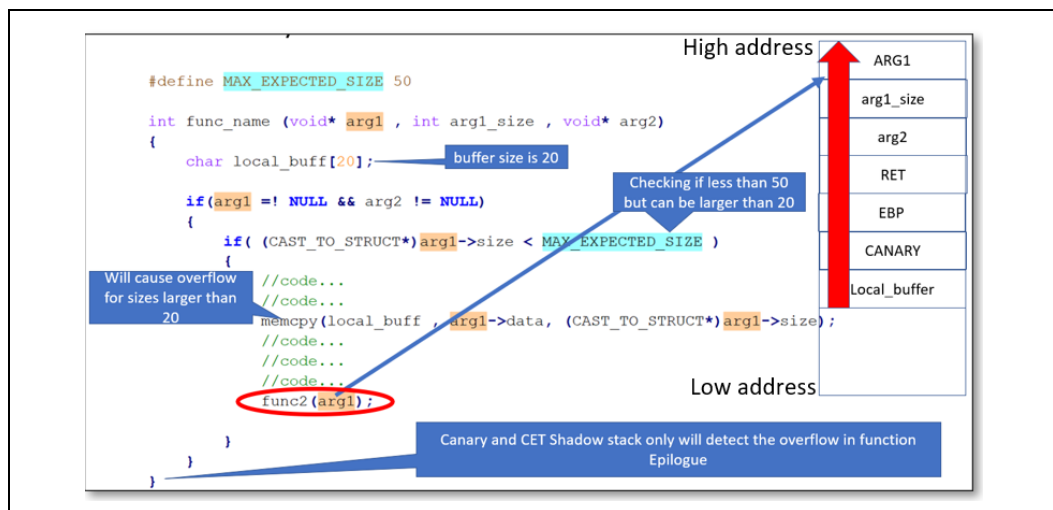 High address
#define MAX_EXPECTED_SIZE 50
int func_name (void* arg1 , int arg1_size , void* arg2)
{
char local_buff[20];
buffer size is 20
if(arg1 =! NULL && arg2 != NULL)
Checking if less than 50
but can be larger than 20
{
if( (CAST_TO_STRUCT*)arg1->size < MAX_EXPECTED_SIZE )
{
Will cause overflow
for sizes larger than
20
//code...
//code...
memcpy(local_buff , arg1->data, (CAST_TO_STRUCT*)arg1->size);
//code...
//code...
//code...
func2(arg1);
}
}
}
Canary and CET Shadow stack only will detect the overflow in function
Epilogue
ARG1
arg1_size
arg2
RET
EBP
CANARY
Local_buffer
Low address